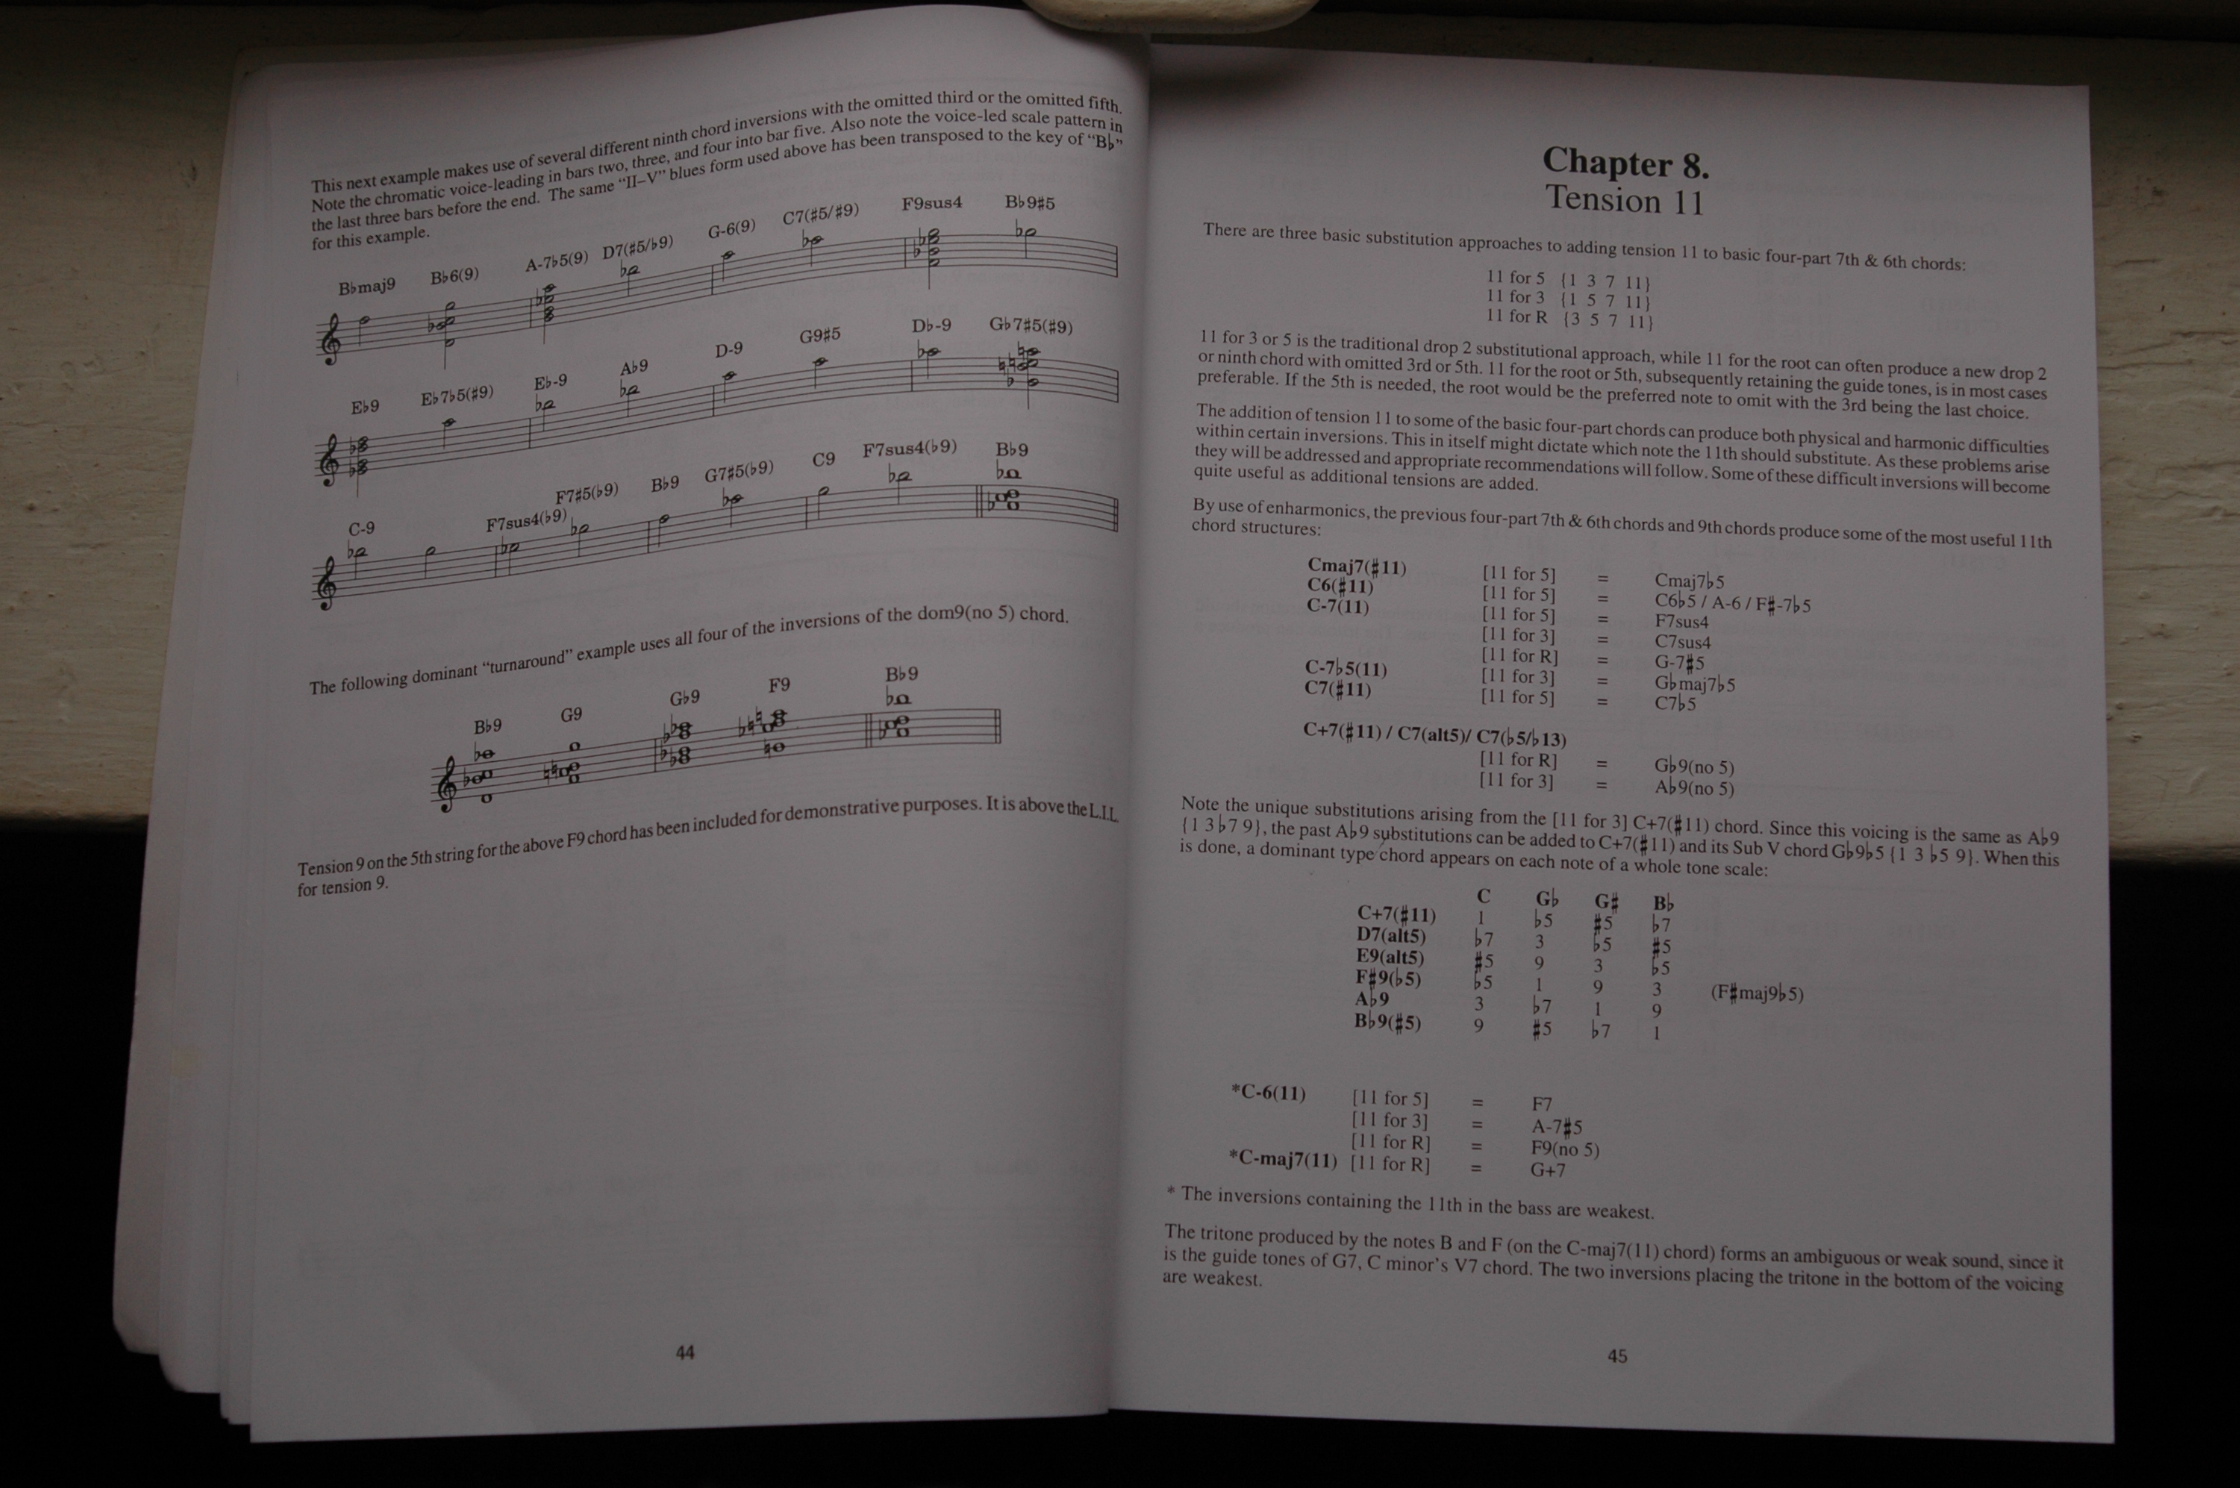 This next example makes use of several different ninth chord inversions with the omitted third or the omitted fifth.
Note the chromatic voice-leading in bars two, three, and four into bar five. Also note the voice-led scale pattern in
the last three bars before the end. The same “II–V” blues form used above has been transposed to the key of “B♭”
for this example.
B♭maj9 B♭6(9) A-7♭5(9) D7(♯5/♭9) G-6(9) C7(♯5/♯9) F9sus4 B♭9♯5
E♭9 E♭7♭5(♯9) E♭-9 A♭9 D-9 G9♯5 D♭-9 G♭7♯5(♯9)
C-9 F7sus4(♭9) F7♯5(♭9) B♭9 G7♯5(♭9) C9 F7sus4(♭9) B♭9
The following dominant “turnaround” example uses all four of the inversions of the dom9(no 5) chord.
B♭9 G9 G♭9 F9 B♭9
Tension 9 on the 5th string for the above F9 chord has been included for demonstrative purposes. It is above the L.I.L.
for tension 9.
44
Chapter 8.
Tension 11
There are three basic substitution approaches to adding tension 11 to basic four-part 7th & 6th chords:
11 for 5 {1 3 7 11}
11 for 3 {1 5 7 11}
11 for R {3 5 7 11}
11 for 3 or 5 is the traditional drop 2 substitutional approach, while 11 for the root can often produce a new drop 2
or ninth chord with omitted 3rd or 5th. 11 for the root or 5th, subsequently retaining the guide tones, is in most cases
preferable. If the 5th is needed, the root would be the preferred note to omit with the 3rd being the last choice.
The addition of tension 11 to some of the basic four-part chords can produce both physical and harmonic difficulties
within certain inversions. This in itself might dictate which note the 11th should substitute. As these problems arise
they will be addressed and appropriate recommendations will follow. Some of these difficult inversions will become
quite useful as additional tensions are added.
By use of enharmonics, the previous four-part 7th & 6th chords and 9th chords produce some of the most useful 11th
chord structures:
Cmaj7(♯11) [11 for 5] = Cmaj7♭5
C6(♯11) [11 for 5] = C6♭5 / A-6 / F♯-7♭5
C-7(11) [11 for 5] = F7sus4
[11 for 3] = C7sus4
[11 for R] = G-7♯5
C-7♭5(11) [11 for 3] = G♭maj7♭5
C7(♯11) [11 for 5] = C7♭5
C+7(♯11) / C7(alt5)/ C7(♭5/♭13)
[11 for R] = G♭9(no 5)
[11 for 3] = A♭9(no 5)
Note the unique substitutions arising from the [11 for 3] C+7(♯11) chord. Since this voicing is the same as A♭9
{1 3 ♭7 9}, the past A♭9 substitutions can be added to C+7(♯11) and its Sub V chord G♭9♭5 {1 3 ♭5 9}. When this
is done, a dominant type chord appears on each note of a whole tone scale:
C G♭ G♯ B♭
C+7(♯11) 1 ♭5 ♯5 ♭7
D7(alt5) ♭7 3 ♭5 ♯5
E9(alt5) ♯5 9 3 ♭5
F♯9(♭5) ♭5 1 9 3 (F♯maj9♭5)
A♭9 3 ♭7 1 9
B♭9(♯5) 9 ♯5 ♭7 1
*C-6(11) [11 for 5] = F7
[11 for 3] = A-7♯5
[11 for R] = F9(no 5)
*C-maj7(11) [11 for R] = G+7
* The inversions containing the 11th in the bass are weakest.
The tritone produced by the notes B and F (on the C-maj7(11) chord) forms an ambiguous or weak sound, since it
is the guide tones of G7, C minor’s V7 chord. The two inversions placing the tritone in the bottom of the voicing
are weakest.
45